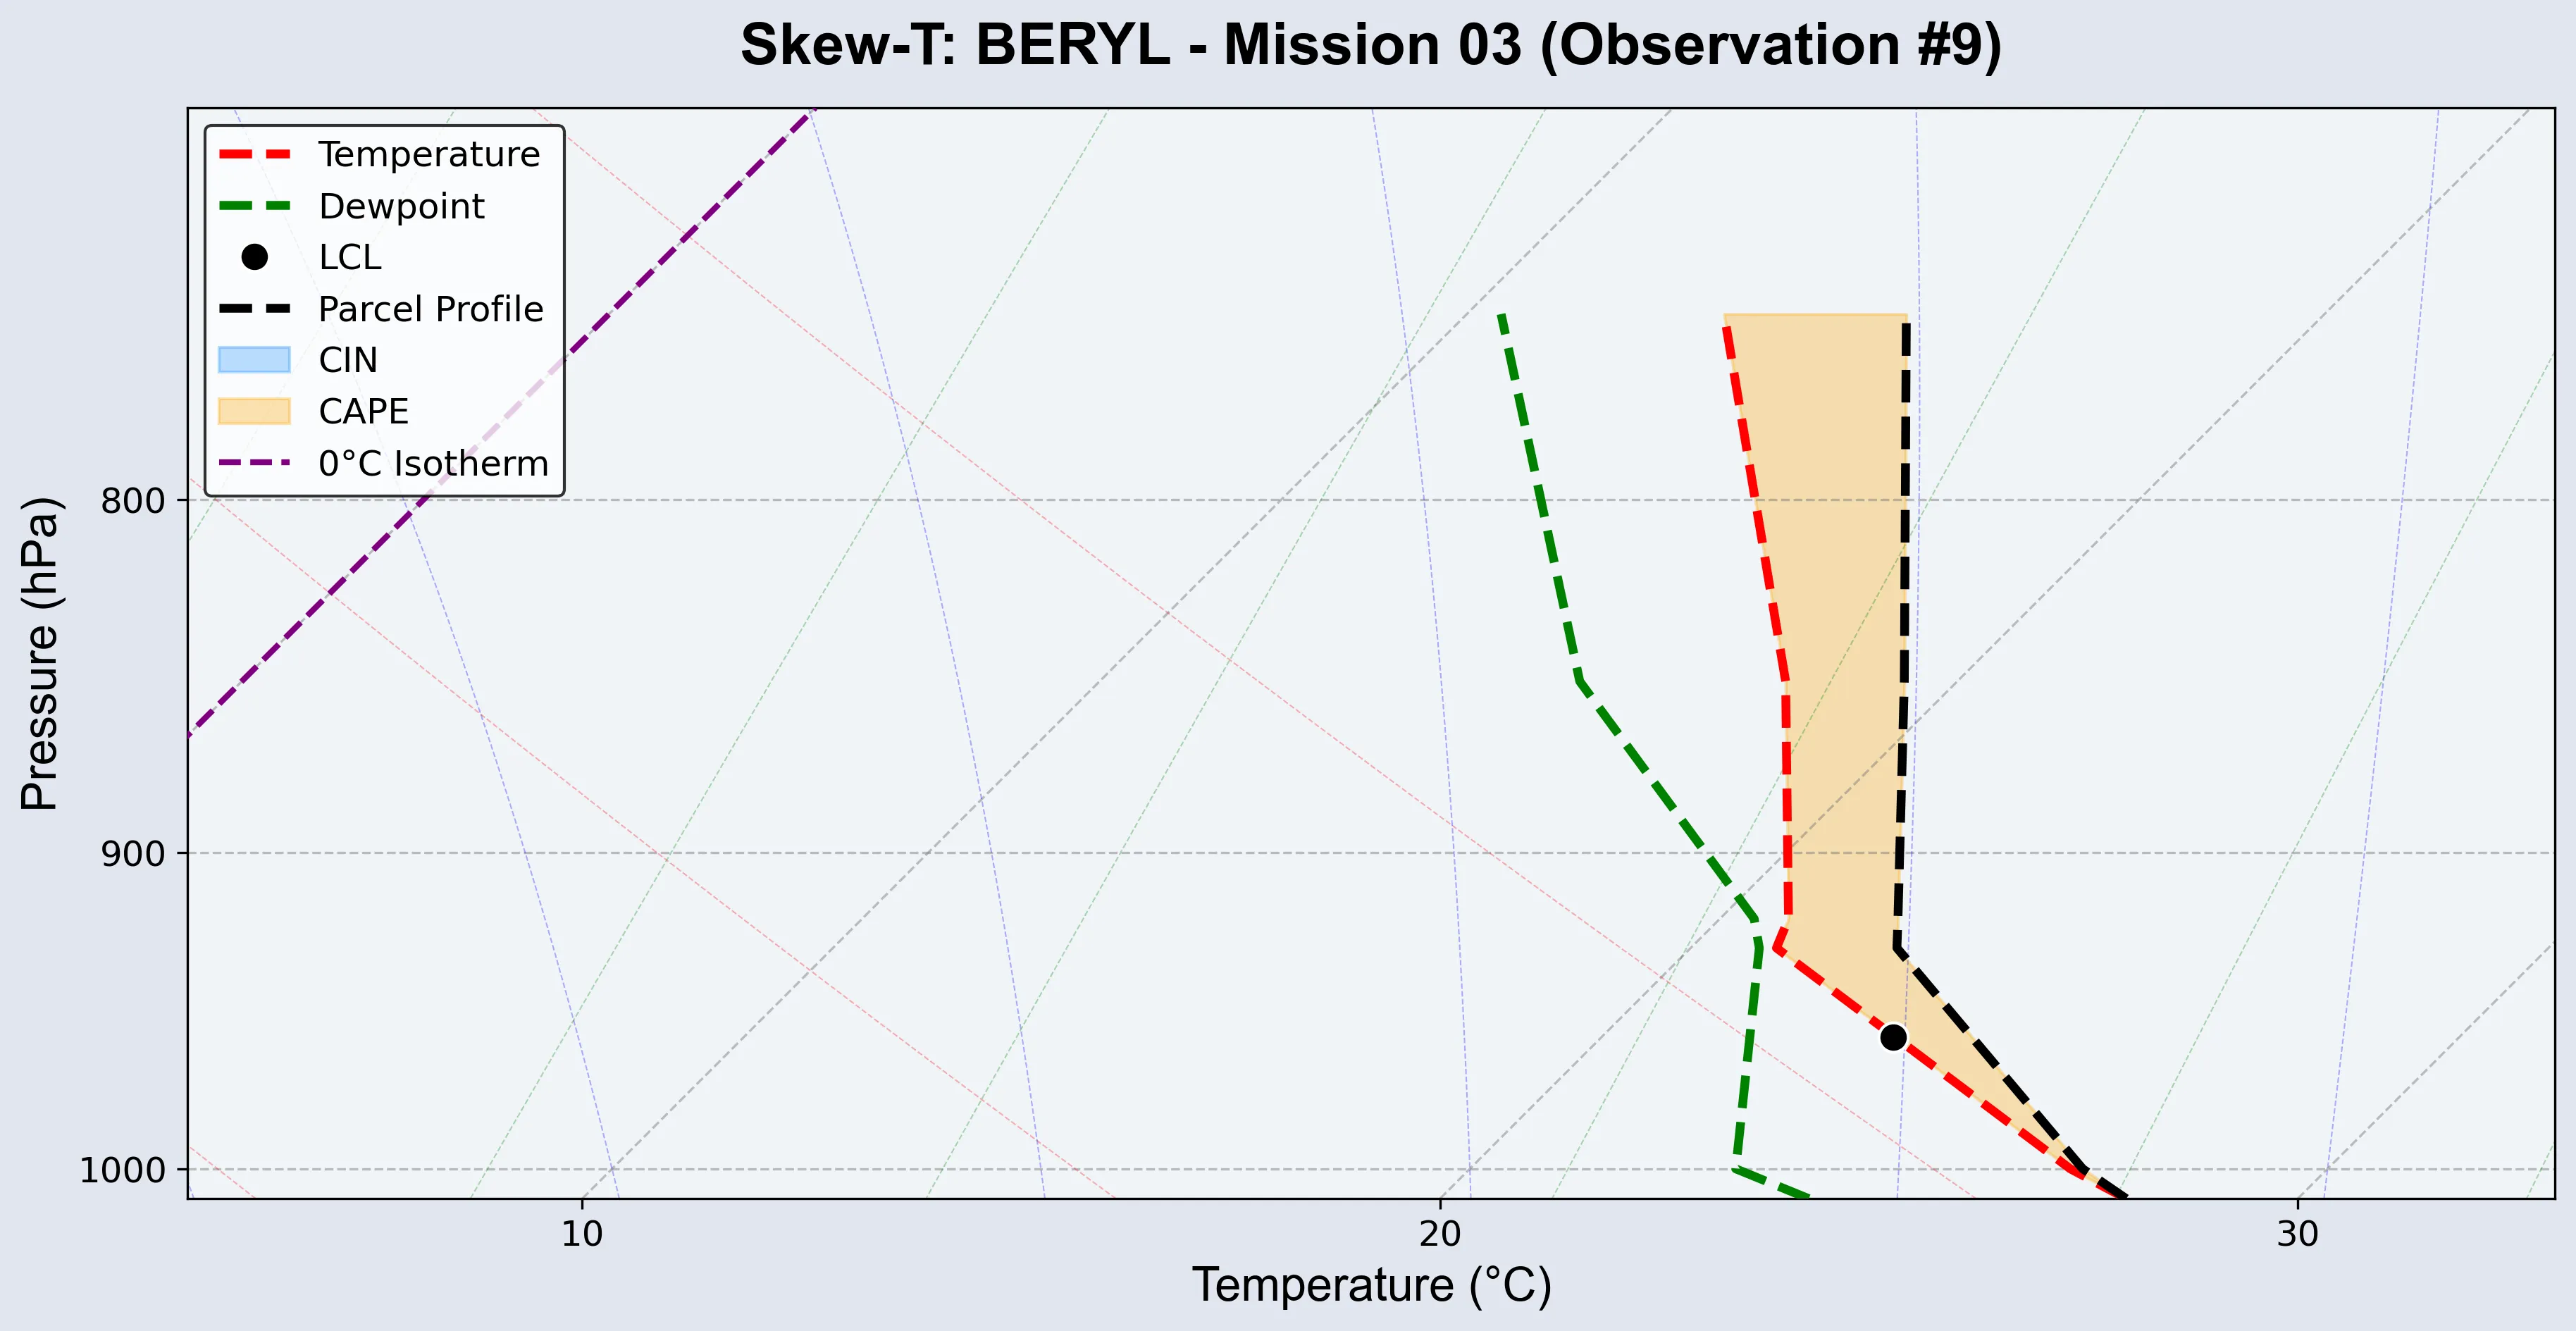 Skew-T: BERYL - Mission 03 (Observation #9)
Temperature
Dewpoint
LCL
Parcel Profile
CIN
CAPE
0°C Isotherm
Pressure (hPa)
800
900
1000
10
20
30
Temperature (°C)